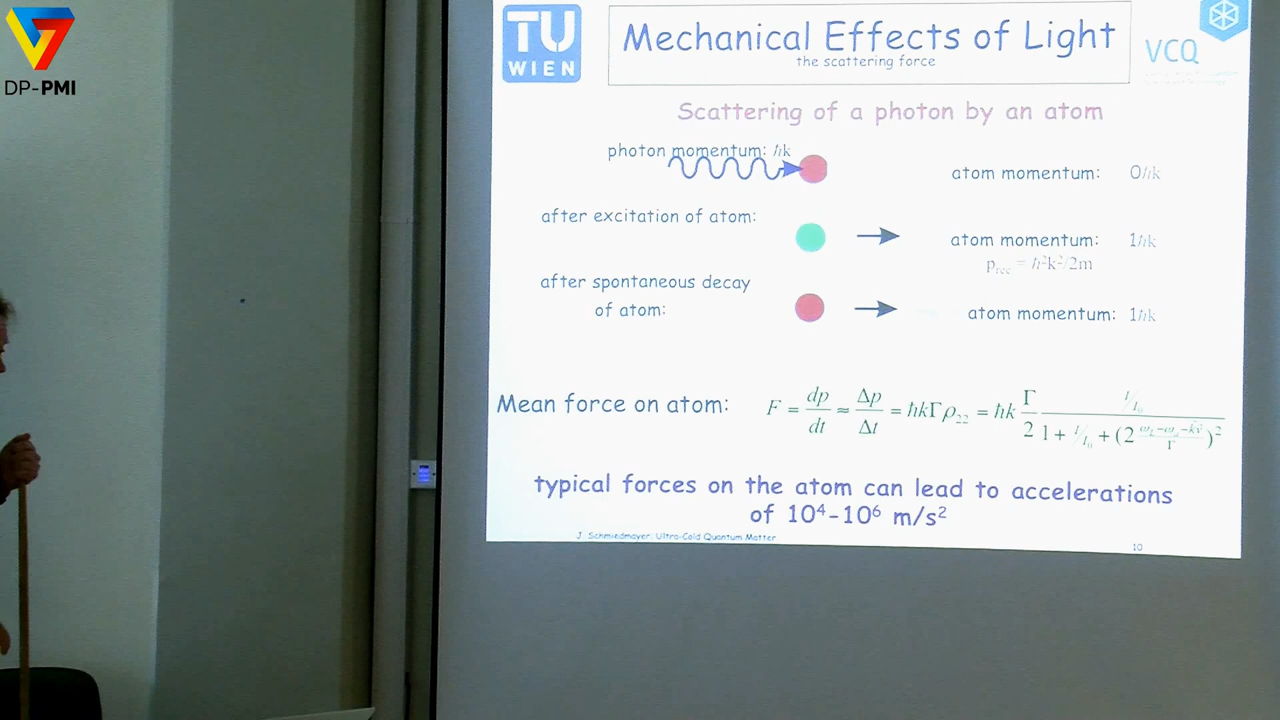 DP-PMI
TU
WIEN
Mechanical Effects of Light
the scattering force
VCQ
Scattering of a photon by an atom
photon momentum: ħk
atom momentum: 0ħk
after excitation of atom:
atom momentum: 1ħk
p_rec = ħ²k²/2m
after spontaneous decay
of atom:
atom momentum: 1ħk
Mean force on atom: F = dp/dt ≈ Δp/Δt = ħkΓρ₂₂ = ħk Γ/2 (I/I₀)/(1 + I/I₀ + (2 (ω_L−ω_a−kv)/Γ)²)
typical forces on the atom can lead to accelerations
of 10⁴-10⁶ m/s²
J. Schmiedmayer: Ultra-Cold Quantum Matter
10